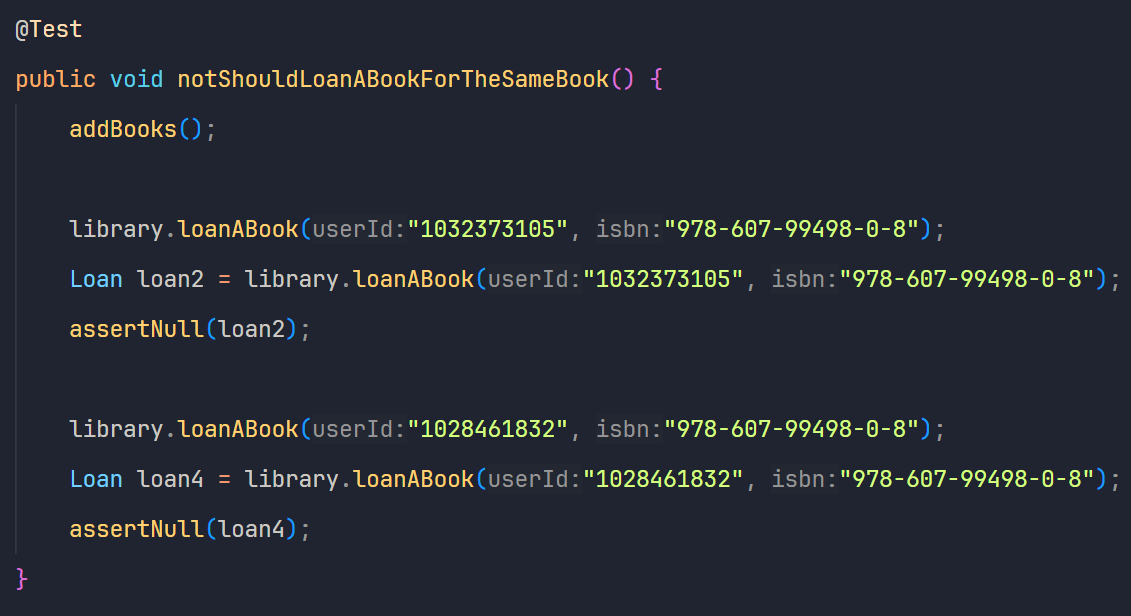 @Test
public void notShouldLoanABookForTheSameBook() {
addBooks();
library.loanABook(userId:"1032373105", isbn:"978-607-99498-0-8");
Loan loan2 = library.loanABook(userId:"1032373105", isbn:"978-607-99498-0-8");
assertNull(loan2);
library.loanABook(userId:"1028461832", isbn:"978-607-99498-0-8");
Loan loan4 = library.loanABook(userId:"1028461832", isbn:"978-607-99498-0-8");
assertNull(loan4);
}